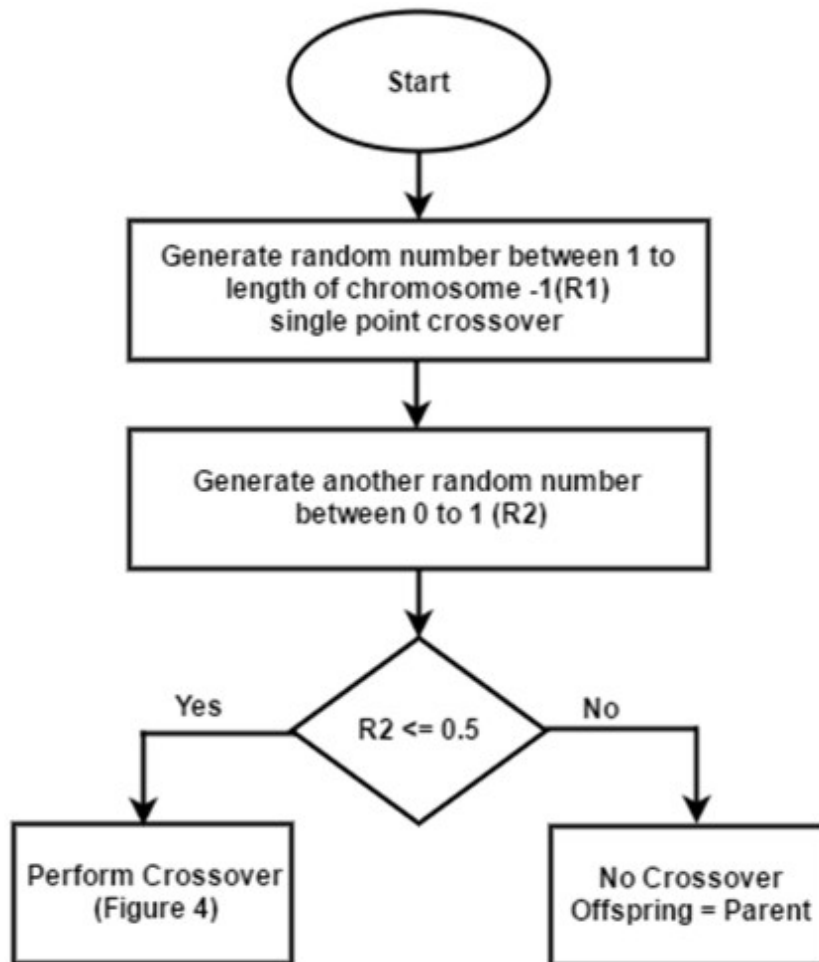 Start
Generate random number between 1 to
length of chromosome -1(R1)
single point crossover
Generate another random number
between 0 to 1 (R2)
R2 <= 0.5
Yes
No
Perform Crossover
(Figure 4)
No Crossover
Offspring = Parent